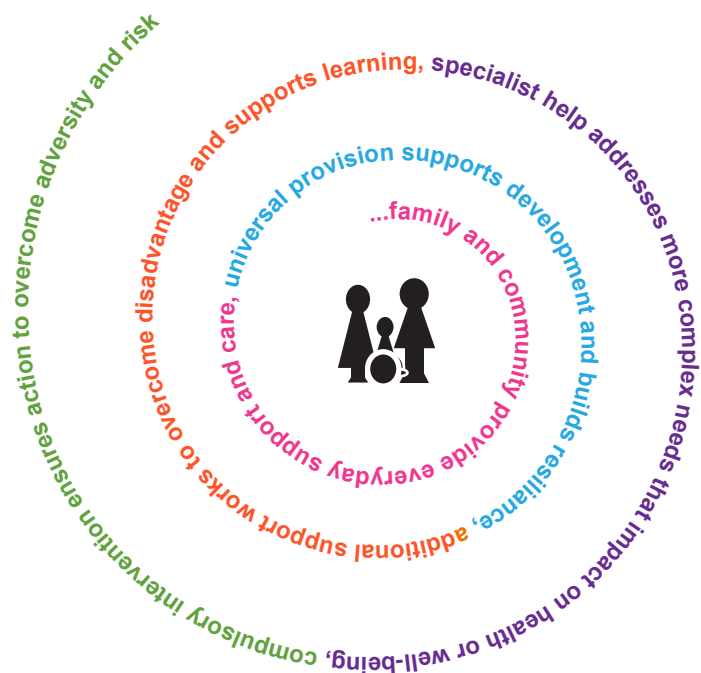 ...family and community provide everyday support and care,
universal provision supports development and builds resiliance,
additional support works to overcome disadvantage and supports learning,
specialist help addresses more complex needs that impact on health or well-being,
compulsory intervention ensures action to overcome adversity and risk